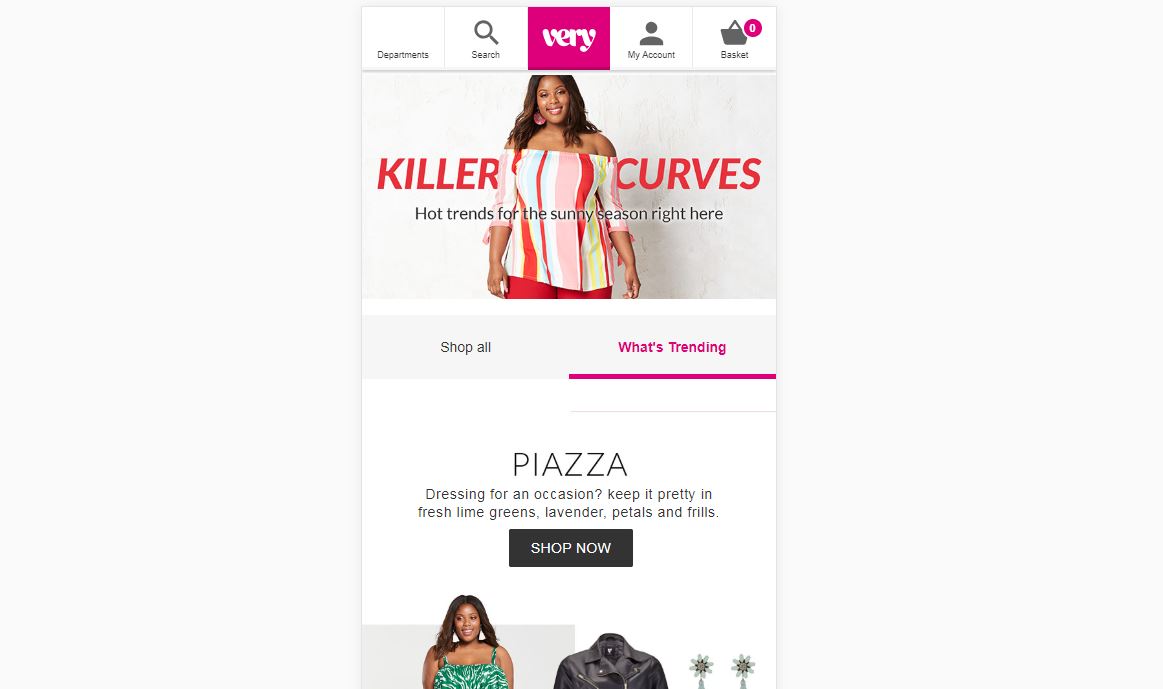 Departments
Search
very
My Account
0
Basket
KILLER CURVES
Hot trends for the sunny season right here
Shop all
What's Trending
PIAZZA
Dressing for an occasion? keep it pretty in
fresh lime greens, lavender, petals and frills.
SHOP NOW